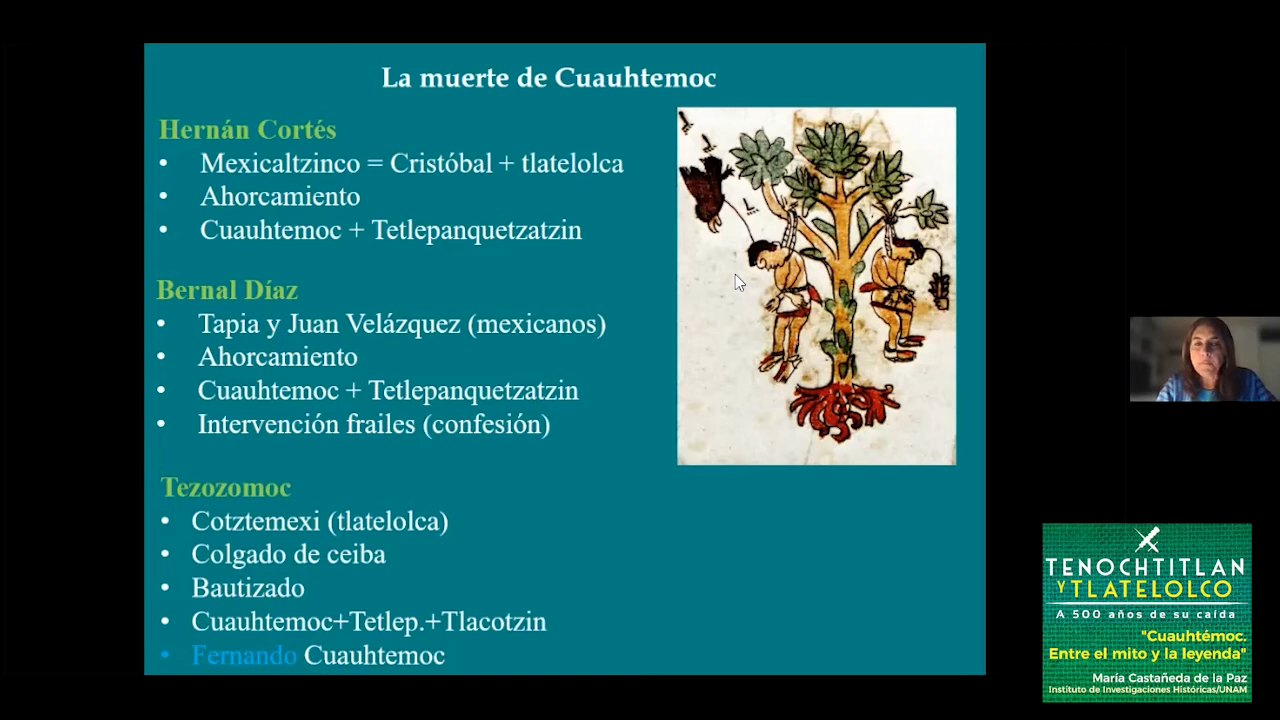 La muerte de Cuauhtemoc
Hernán Cortés
• Mexicaltzinco = Cristóbal + tlatelolca
• Ahorcamiento
• Cuauhtemoc + Tetlepanquetzatzin
Bernal Díaz
• Tapia y Juan Velázquez (mexicanos)
• Ahorcamiento
• Cuauhtemoc + Tetlepanquetzatzin
• Intervención frailes (confesión)
Tezozomoc
• Cotztemexi (tlatelolca)
• Colgado de ceiba
• Bautizado
• Cuauhtemoc+Tetlep.+Tlacotzin
• Fernando Cuauhtemoc
TENOCHTITLAN
Y TLATELOLCO
A 500 años de su caída
"Cuauhtémoc.
Entre el mito y la leyenda"
María Castañeda de la Paz
Instituto de Investigaciones Históricas/UNAM